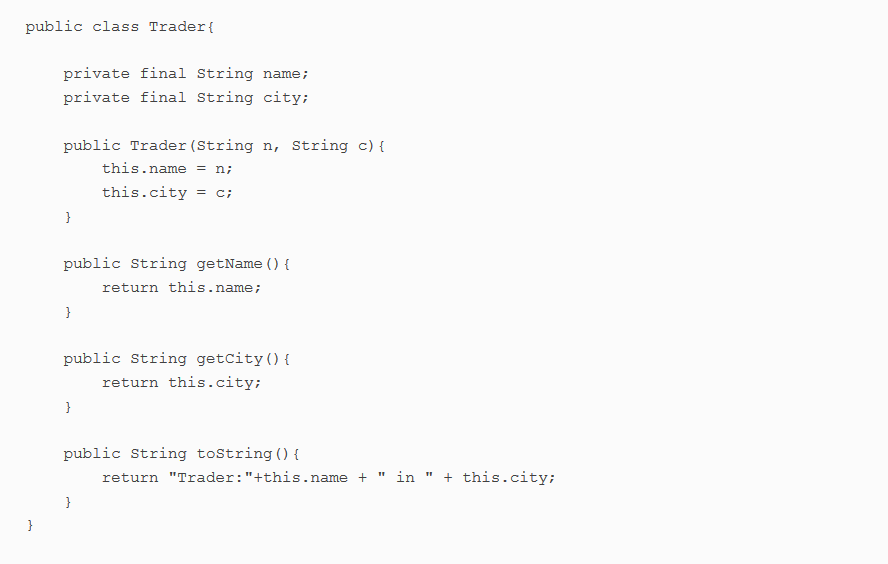 public class Trader{
private final String name;
private final String city;
public Trader(String n, String c){
this.name = n;
this.city = c;
}
public String getName(){
return this.name;
}
public String getCity(){
return this.city;
}
public String toString(){
return "Trader:"+this.name + " in " + this.city;
}
}